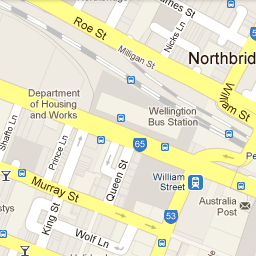 James St
Nicks Ln
Roe St
Milligan St
Northbrid
William St
Department
of Housing
and Works
Wellington
Bus Station
Shafto Ln
Prince Ln
65
Queen St
William
Street
Pe
Murray St
King St
53
Australia
Post
stys
Wolf Ln